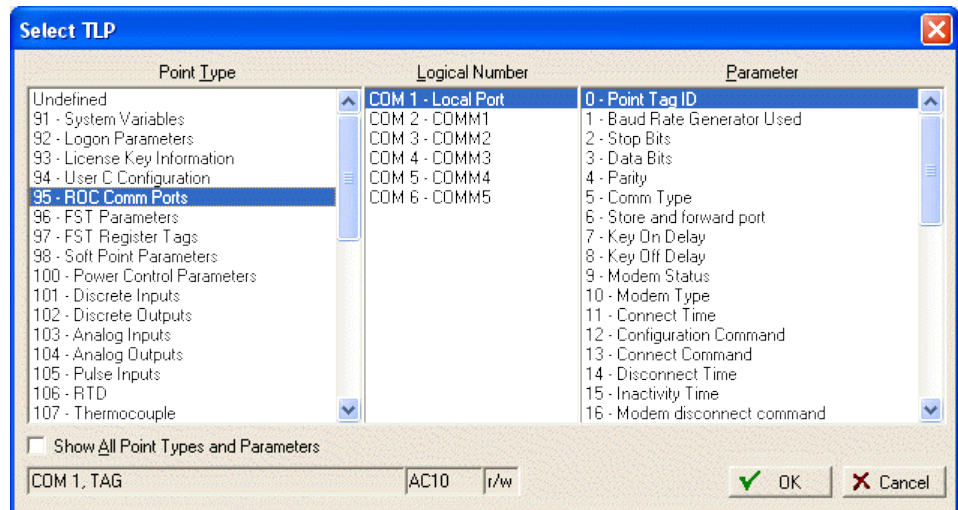 Select TLP
Point Type
Logical Number
Parameter
Undefined
91 - System Variables
92 - Logon Parameters
93 - License Key Information
94 - User C Configuration
95 - ROC Comm Ports
96 - FST Parameters
97 - FST Register Tags
98 - Soft Point Parameters
100 - Power Control Parameters
101 - Discrete Inputs
102 - Discrete Outputs
103 - Analog Inputs
104 - Analog Outputs
105 - Pulse Inputs
106 - RTD
107 - Thermocouple
COM 1 - Local Port
COM 2 - COMM1
COM 3 - COMM2
COM 4 - COMM3
COM 5 - COMM4
COM 6 - COMM5
0 - Point Tag ID
1 - Baud Rate Generator Used
2 - Stop Bits
3 - Data Bits
4 - Parity
5 - Comm Type
6 - Store and forward port
7 - Key On Delay
8 - Key Off Delay
9 - Modem Status
10 - Modem Type
11 - Connect Time
12 - Configuration Command
13 - Connect Command
14 - Disconnect Time
15 - Inactivity Time
16 - Modem disconnect command
Show All Point Types and Parameters
COM 1, TAG
AC10
r/w
OK
Cancel